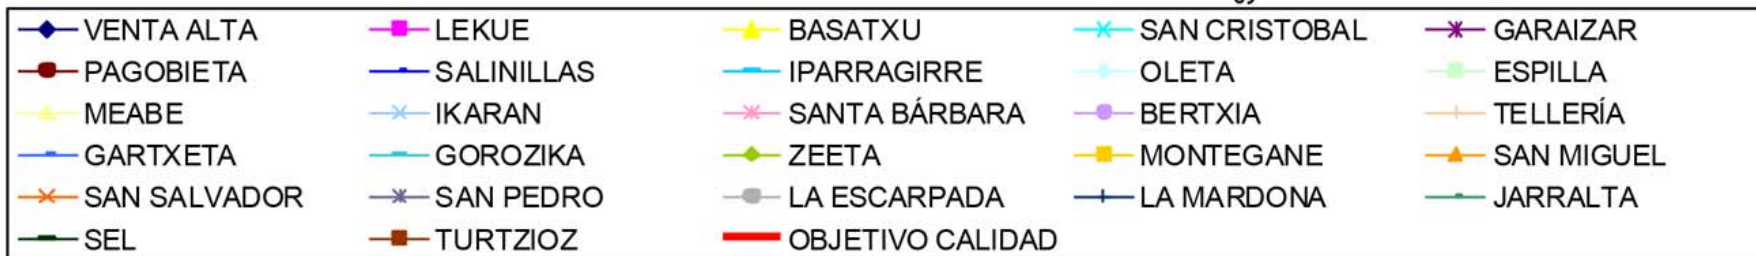 VENTA ALTA LEKUE BASATXU SAN CRISTOBAL GARAIZAR
PAGOBIETA SALINILLAS IPARRAGIRRE OLETA ESPILLA
MEABE IKARAN SANTA BÁRBARA BERTXIA TELLERÍA
GARTXETA GOROZIKA ZEETA MONTEGANE SAN MIGUEL
SAN SALVADOR SAN PEDRO LA ESCARPADA LA MARDONA JARRALTA
SEL TURTZIOZ OBJETIVO CALIDAD